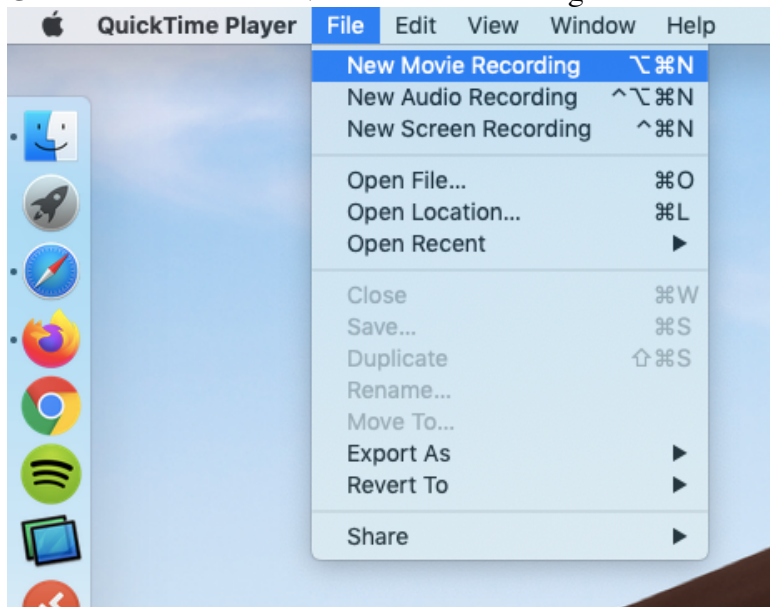 QuickTime Player File Edit View Window Help
New Movie Recording ⌥⌘N
New Audio Recording ^⌥⌘N
New Screen Recording ^⌘N
Open File... ⌘O
Open Location... ⌘L
Open Recent ▶
Close ⌘W
Save... ⌘S
Duplicate ⇧⌘S
Rename...
Move To...
Export As ▶
Revert To ▶
Share ▶